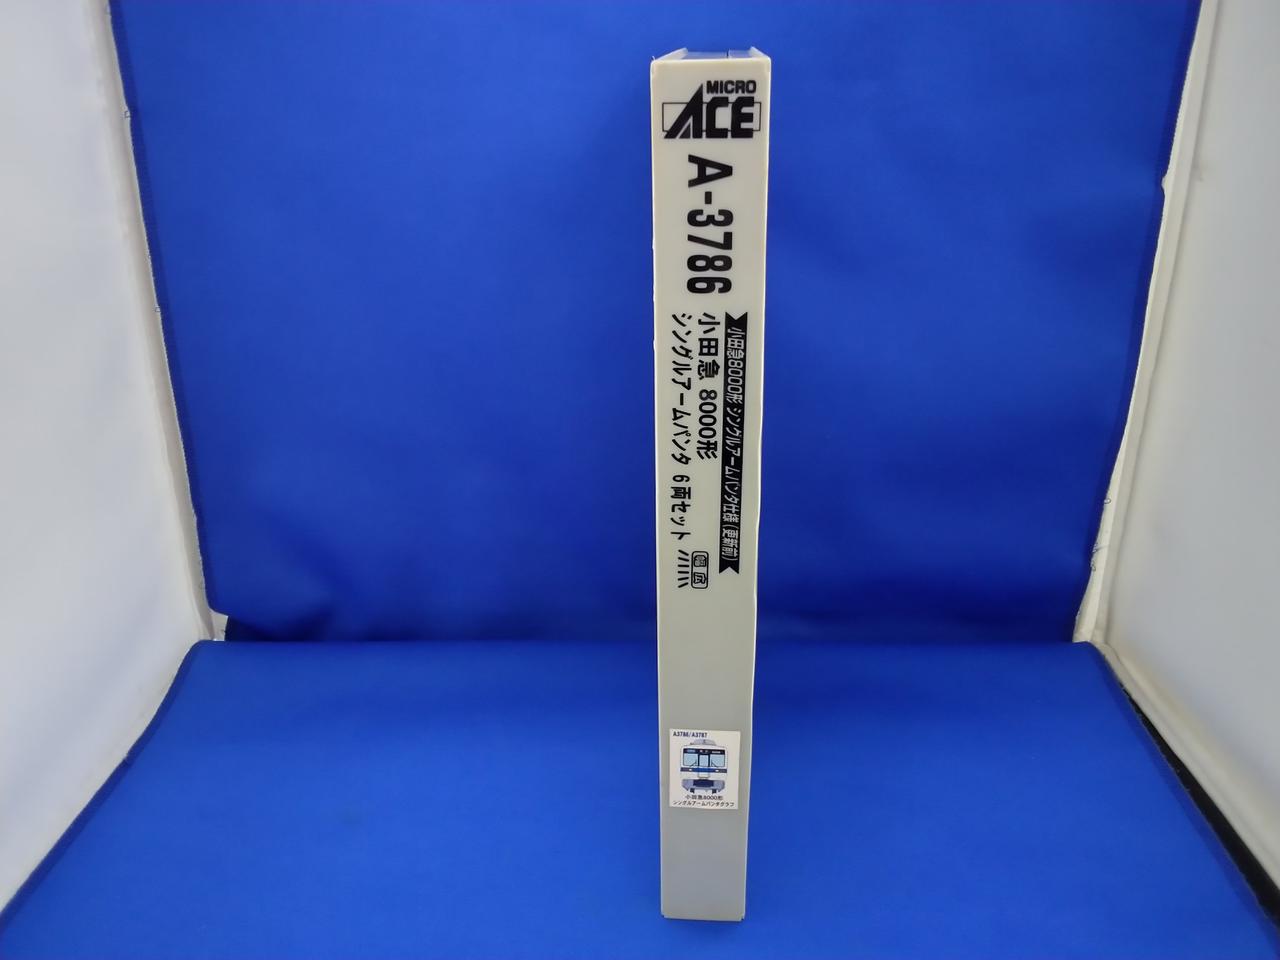 MICRO
ACE
A-3786
小田急8000形 シングルアームパンタ仕様(更新前)
小田急 8000形
シングルアームパンタ 6両セット
幅広
A3786/A3787
小田急8000形
シングルアームパンタグラフ